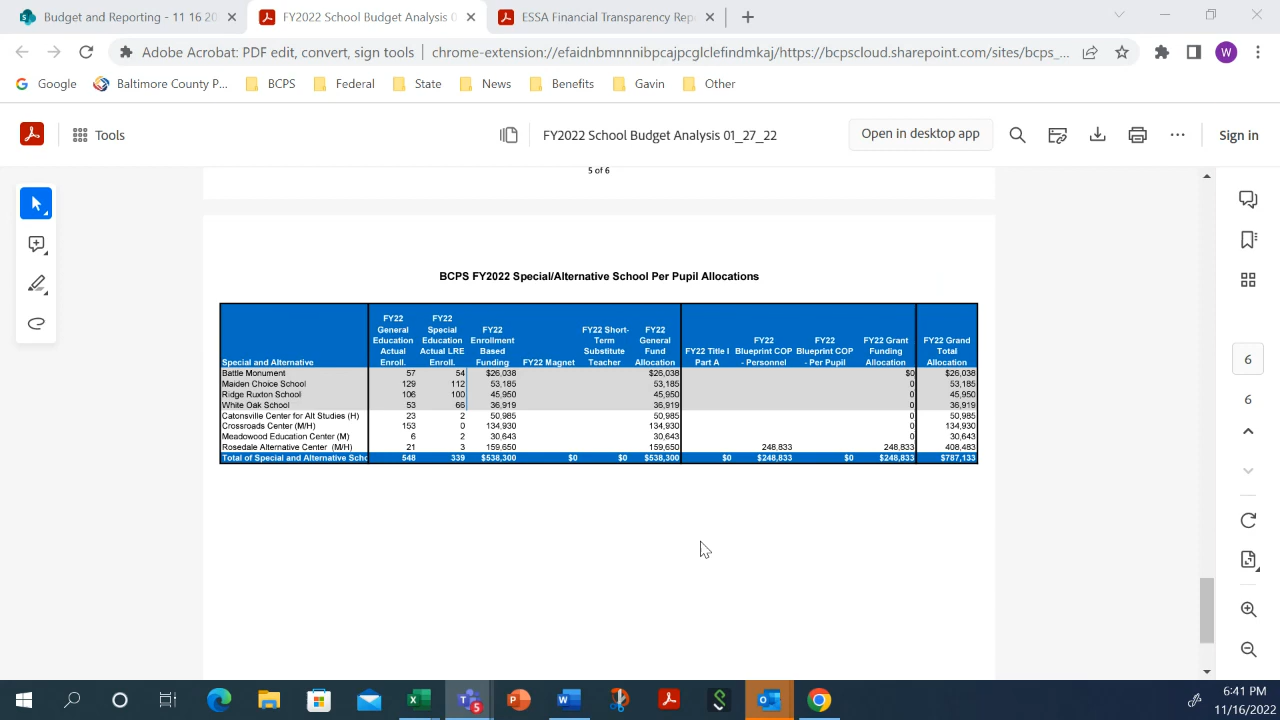 Budget and Reporting - 11 16 20
FY2022 School Budget Analysis 0
ESSA Financial Transparency Rep
W
Adobe Acrobat: PDF edit, convert, sign tools | chrome-extension://efaidnbmnnnibpcajpcglclefindmkaj/https://bcpscloud.sharepoint.com/sites/bcps_...
Google Baltimore County P... BCPS Federal State News Benefits Gavin Other
Tools FY2022 School Budget Analysis 01_27_22 Open in desktop app Sign in
5 of 6
BCPS FY2022 Special/Alternative School Per Pupil Allocations
Special and Alternative FY22 General Education Actual Enroll. FY22 Special Education Actual LRE Enroll. FY22 Enrollment Based Funding FY22 Magnet FY22 Short-Term Substitute Teacher FY22 General Fund Allocation FY22 Title I Part A FY22 Blueprint COP - Personnel FY22 Blueprint COP - Per Pupil FY22 Grant Funding Allocation FY22 Grand Total Allocation
Battle Monument 57 54 $26,038 $26,038 $0 $26,038
Maiden Choice School 129 112 53,185 53,185 0 53,185
Ridge Ruxton School 106 100 45,950 45,950 0 45,950
White Oak School 53 66 36,919 36,919 0 36,919
Catonsville Center for Alt Studies (H) 23 2 50,985 50,985 0 50,985
Crossroads Center (M/H) 153 0 134,930 134,930 0 134,930
Meadowood Education Center (M) 6 2 30,643 30,643 0 30,643
Rosedale Alternative Center (M/H) 21 3 159,650 159,650 248,833 248,833 408,483
Total of Special and Alternative Scho 548 339 $538,300 $0 $0 $538,300 $0 $248,833 $0 $248,833 $787,133
6
6
6:41 PM
11/16/2022